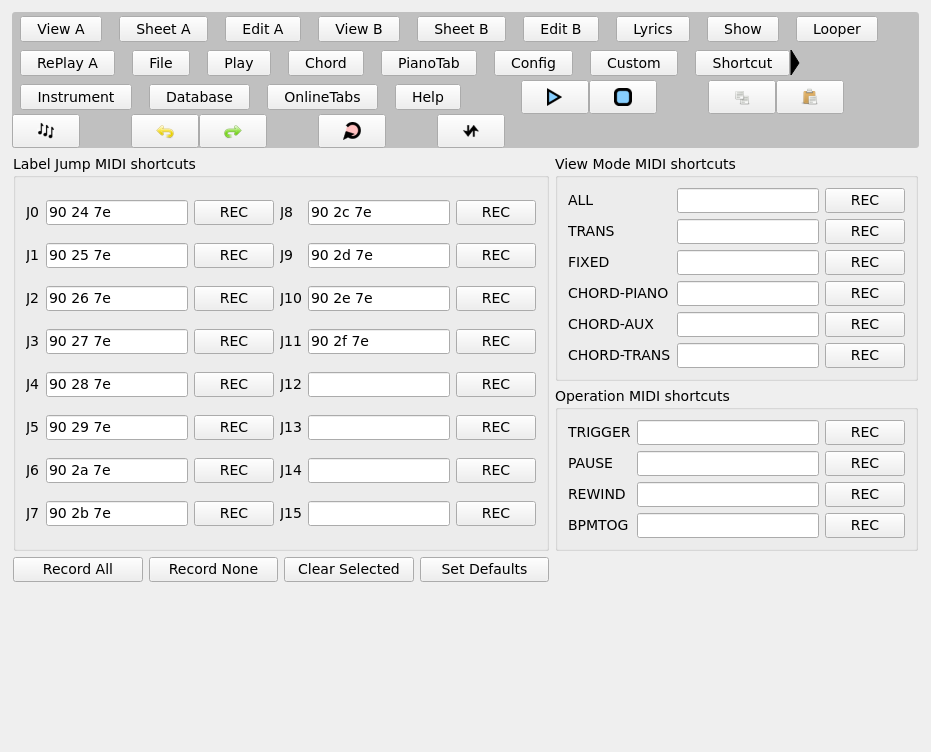 View A Sheet A Edit A View B Sheet B Edit B Lyrics Show Looper
RePlay A File Play Chord PianoTab Config Custom Shortcut
Instrument Database OnlineTabs Help
Label Jump MIDI shortcuts
J0 90 24 7e REC J8 90 2c 7e REC
J1 90 25 7e REC J9 90 2d 7e REC
J2 90 26 7e REC J10 90 2e 7e REC
J3 90 27 7e REC J11 90 2f 7e REC
J4 90 28 7e REC J12 REC
J5 90 29 7e REC J13 REC
J6 90 2a 7e REC J14 REC
J7 90 2b 7e REC J15 REC
Record All Record None Clear Selected Set Defaults
View Mode MIDI shortcuts
ALL REC
TRANS REC
FIXED REC
CHORD-PIANO REC
CHORD-AUX REC
CHORD-TRANS REC
Operation MIDI shortcuts
TRIGGER REC
PAUSE REC
REWIND REC
BPMTOG REC